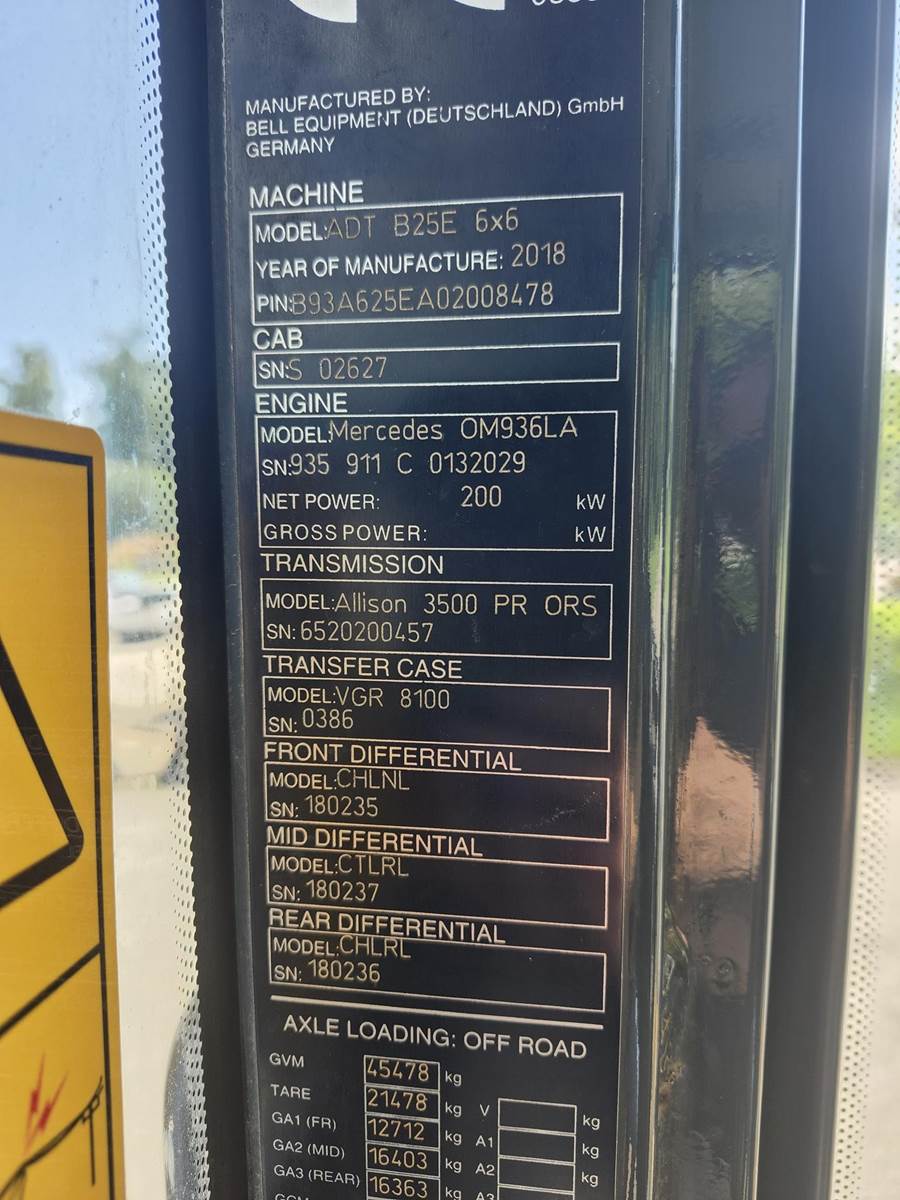 MANUFACTURED BY:
BELL EQUIPMENT (DEUTSCHLAND) GmbH
GERMANY
MACHINE
MODEL:ADT B25E 6x6
YEAR OF MANUFACTURE: 2018
PIN:B93A625EA02008478
CAB
SN:S 02627
ENGINE
MODEL:Mercedes OM936LA
SN:935 911 C 0132029
NET POWER: 200 kW
GROSS POWER: kW
TRANSMISSION
MODEL:Allison 3500 PR ORS
SN: 6520200457
TRANSFER CASE
MODEL:VGR 8100
SN: 0386
FRONT DIFFERENTIAL
MODEL:CHLNL
SN: 180235
MID DIFFERENTIAL
MODEL:CTLRL
SN: 180237
REAR DIFFERENTIAL
MODEL:CHLRL
SN: 180236
AXLE LOADING: OFF ROAD
GVM 45478 kg
TARE 21478 kg V kg
GA1 (FR) 12712 kg A1 kg
GA2 (MID) 16403 kg A2 kg
GA3 (REAR) 16363 kg A3